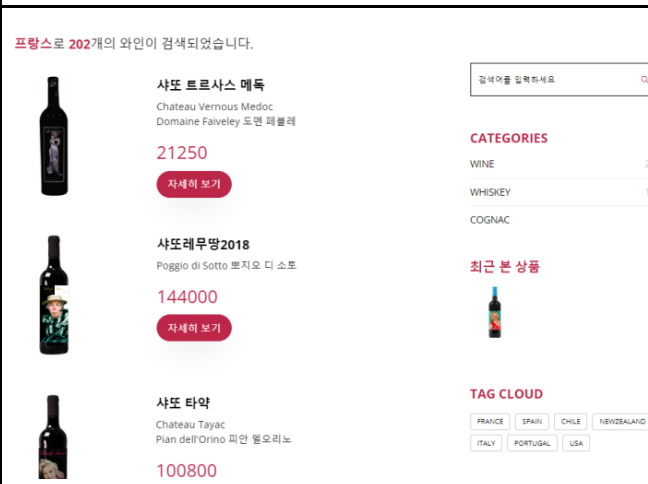 프랑스로 202개의 와인이 검색되었습니다.
샤또 트르사스 메독
Chateau Vernous Medoc
Domaine Faiveley 도멘 페블레
21250
자세히 보기
샤또레무땅2018
Poggio di Sotto 뽀지오 디 소토
144000
자세히 보기
샤또 타약
Chateau Tayac
Pian dell'Orino 피안 델오리노
100800
검색어를 입력하세요
CATEGORIES
WINE
WHISKEY
COGNAC
최근 본 상품
TAG CLOUD
FRANCE SPAIN CHILE NEWZEALAND
ITALY PORTUGAL USA